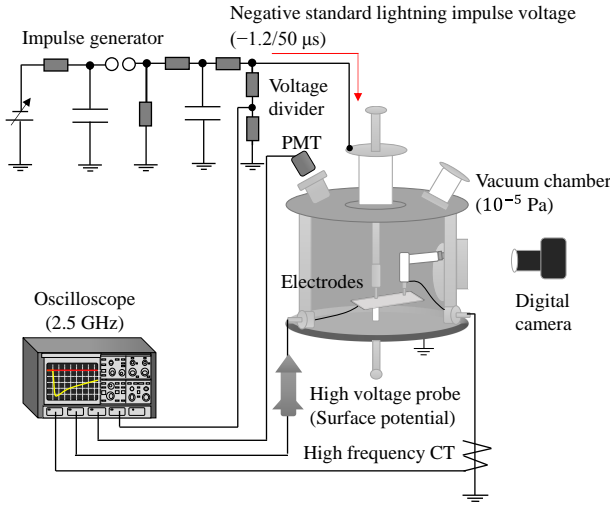 Negative standard lightning impulse voltage
(−1.2/50 μs)
Impulse generator
Voltage
divider
PMT
Vacuum chamber
(10⁻⁵ Pa)
Electrodes
Digital
camera
Oscilloscope
(2.5 GHz)
High voltage probe
(Surface potential)
High frequency CT